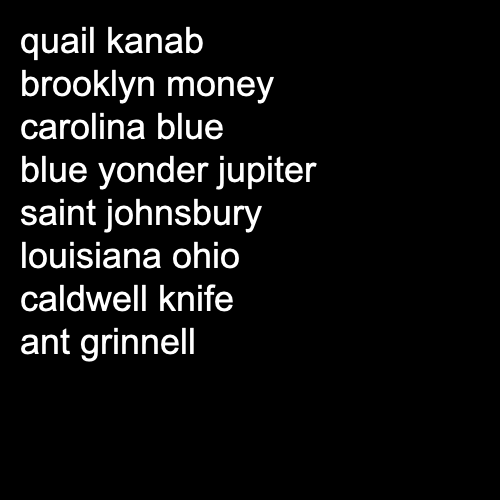 quail kanab
brooklyn money
carolina blue
blue yonder jupiter
saint johnsbury
louisiana ohio
caldwell knife
ant grinnell